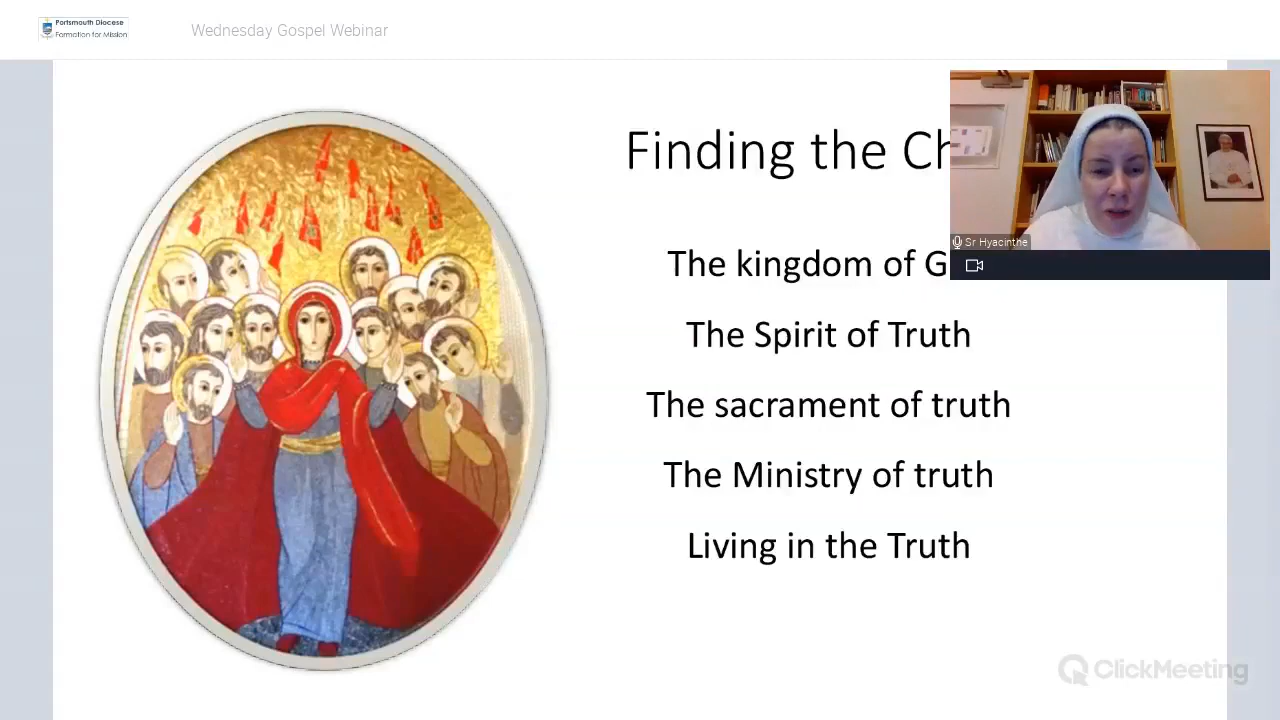 Portsmouth Diocese
Formation for Mission
Wednesday Gospel Webinar
Finding the Ch
The kingdom of G
The Spirit of Truth
The sacrament of truth
The Ministry of truth
Living in the Truth
Sr Hyacinthe
ClickMeeting